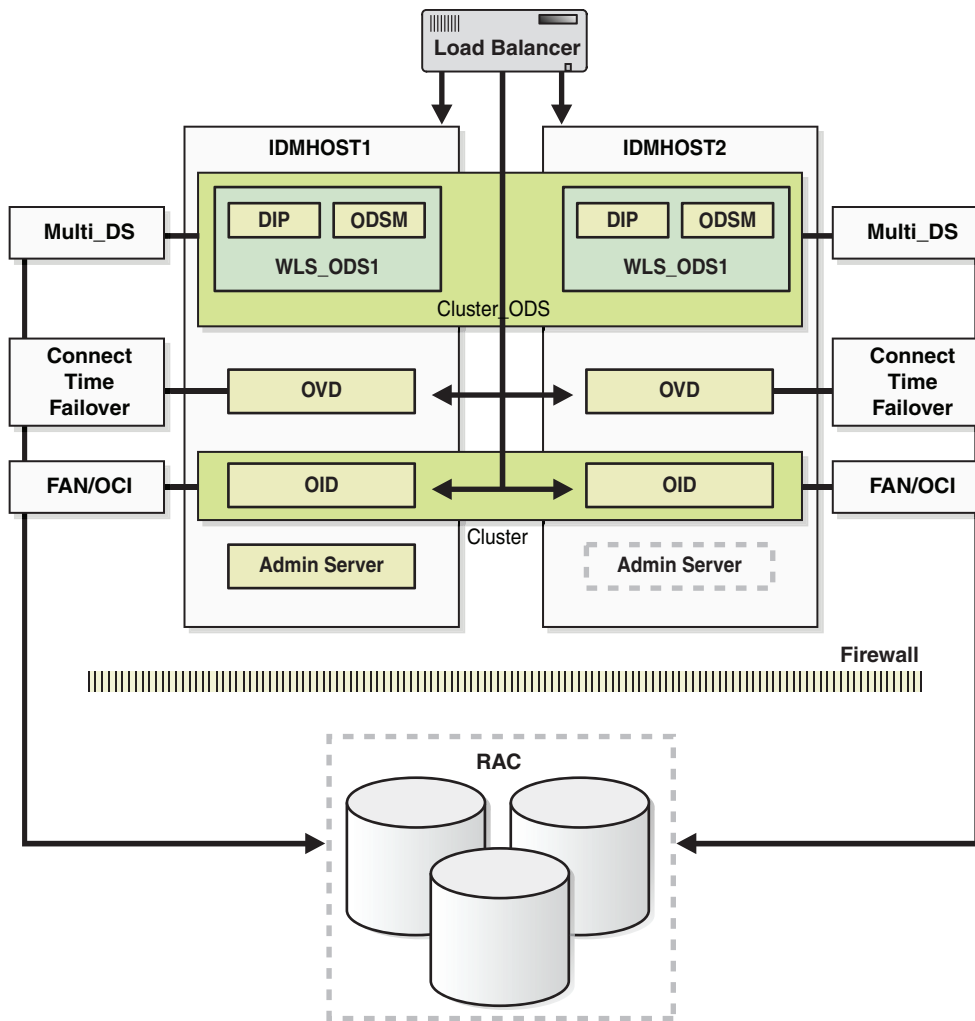 Load Balancer
IDMHOST1
IDMHOST2
DIP
ODSM
WLS_ODS1
DIP
ODSM
WLS_ODS1
Cluster_ODS
Multi_DS
Multi_DS
Connect
Time
Failover
OVD
OVD
Connect
Time
Failover
FAN/OCI
OID
OID
FAN/OCI
Cluster
Admin Server
Admin Server
Firewall
RAC